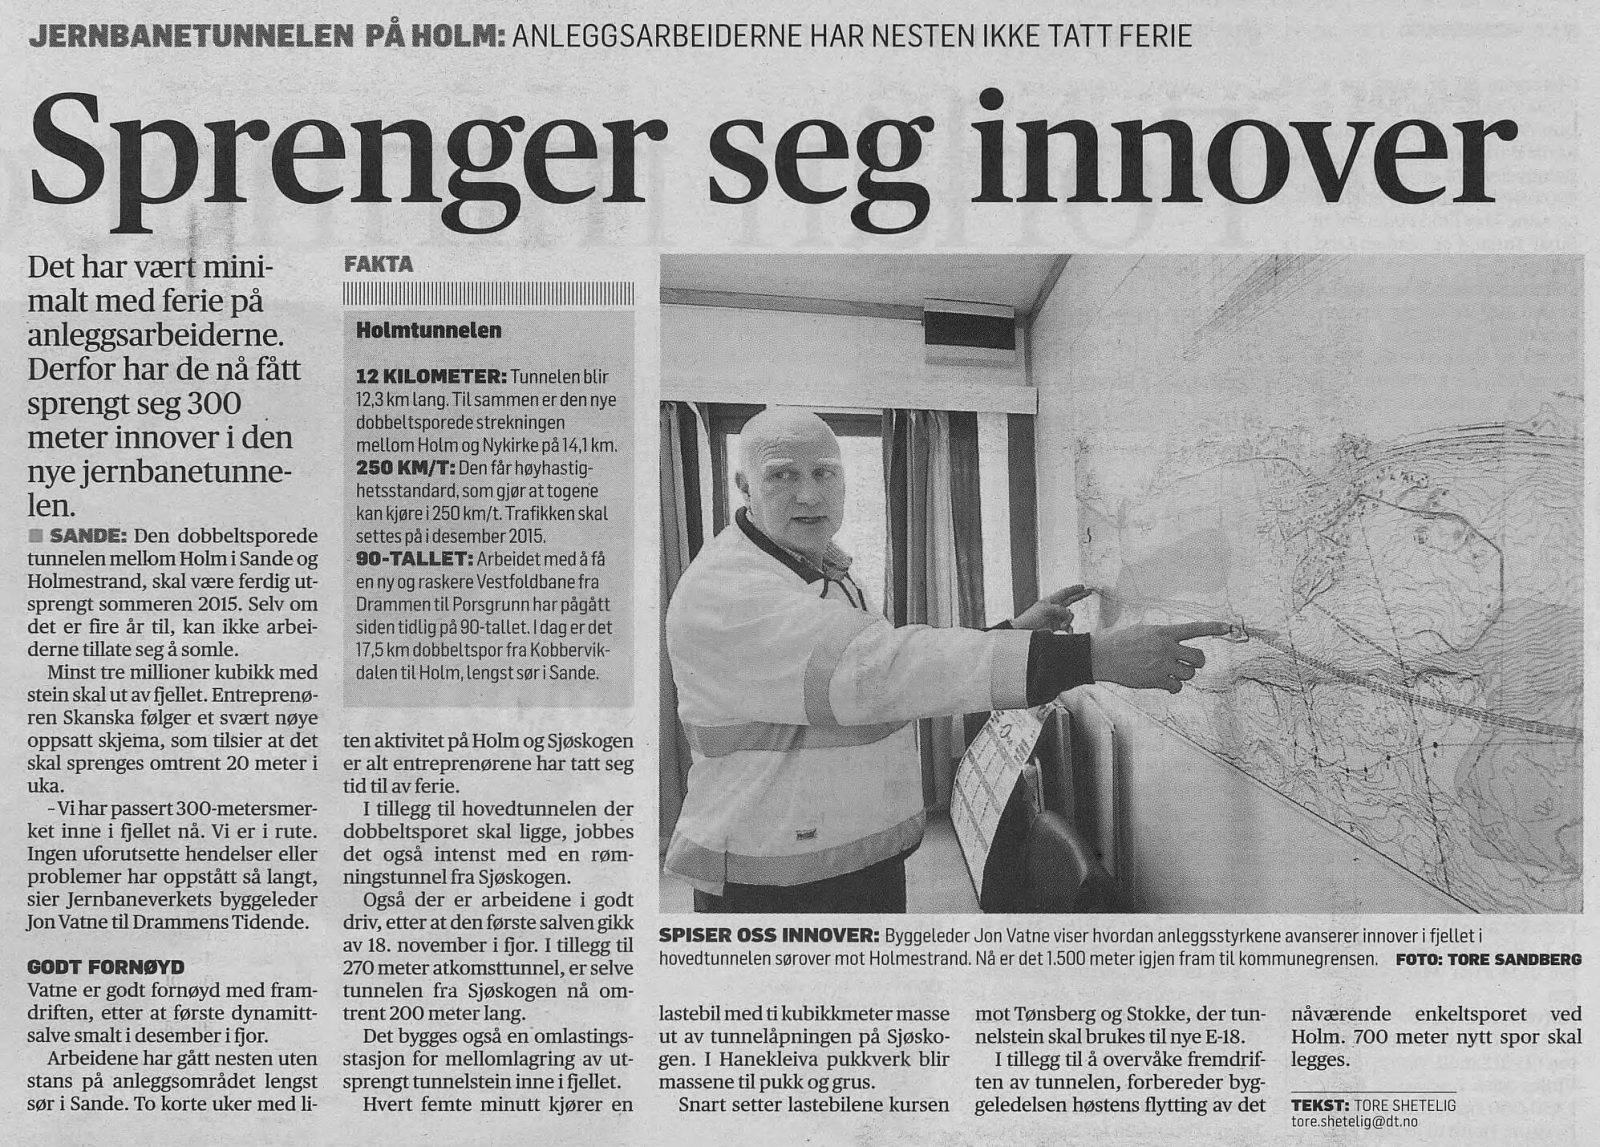 JERNBANETUNNELEN PÅ HOLM: ANLEGGSARBEIDERNE HAR NESTEN IKKE TATT FERIE
Sprenger seg innover
Det har vært mini-
malt med ferie på
anleggsarbeiderne.
Derfor har de nå fått
sprengt seg 300
meter innover i den
nye jernbanetunne-
len.
SANDE: Den dobbeltsporede
tunnelen mellom Holm i Sande og
Holmestrand, skal være ferdig ut-
sprengt sommeren 2015. Selv om
det er fire år til, kan ikke arbei-
derne tillate seg å somle.
Minst tre millioner kubikk med
stein skal ut av fjellet. Entreprenø-
ren Skanska følger et svært nøye
oppsatt skjema, som tilsier at det
skal sprenges omtrent 20 meter i
uka.
– Vi har passert 300-metersmer-
ket inne i fjellet nå. Vi er i rute.
Ingen uforutsette hendelser eller
problemer har oppstått så langt,
sier Jernbaneverkets byggeleder
Jon Vatne til Drammens Tidende.
GODT FORNØYD
Vatne er godt fornøyd med fram-
driften, etter at første dynamitt-
salve smalt i desember i fjor.
Arbeidene har gått nesten uten
stans på anleggsområdet lengst
sør i Sande. To korte uker med li-
FAKTA
Holmtunnelen
12 KILOMETER: Tunnelen blir
12,3 km lang. Til sammen er den nye
dobbeltsporede strekningen
mellom Holm og Nykirke på 14,1 km.
250 KM/T: Den får høyhastig-
hetsstandard, som gjør at togene
kan kjøre i 250 km/t. Trafikken skal
settes på i desember 2015.
90-TALLET: Arbeidet med å få
en ny og raskere Vestfoldbane fra
Drammen til Porsgrunn har pågått
siden tidlig på 90-tallet. I dag er det
17,5 km dobbeltspor fra Kobbervik-
dalen til Holm, lengst sør i Sande.
ten aktivitet på Holm og Sjøskogen
er alt entreprenørene har tatt seg
tid til av ferie.
I tillegg til hovedtunnelen der
dobbeltsporet skal ligge, jobbes
det også intenst med en røm-
ningstunnel fra Sjøskogen.
Også der er arbeidene i godt
driv, etter at den første salven gikk
av 18. november i fjor. I tillegg til
270 meter atkomsttunnel, er selve
tunnelen fra Sjøskogen nå om-
trent 200 meter lang.
Det bygges også en omlastings-
stasjon for mellomlagring av ut-
sprengt tunnelstein inne i fjellet.
Hvert femte minutt kjører en
SPISER OSS INNOVER: Byggeleder Jon Vatne viser hvordan anleggsstyrkene avanserer innover i fjellet i
hovedtunnelen sørover mot Holmestrand. Nå er det 1.500 meter igjen fram til kommunegrensen. FOTO: TORE SANDBERG
lastebil med ti kubikkmeter masse
ut av tunnelåpningen på Sjøsko-
gen. I Hanekleiva pukkverk blir
massene til pukk og grus.
Snart setter lastebilene kursen
mot Tønsberg og Stokke, der tun-
nelstein skal brukes til nye E-18.
I tillegg til å overvåke fremdrif-
ten av tunnelen, forbereder byg-
geledelsen høstens flytting av det
nåværende enkeltsporet ved
Holm. 700 meter nytt spor skal
legges.
TEKST: TORE SHETELIG
tore.shetelig@dt.no